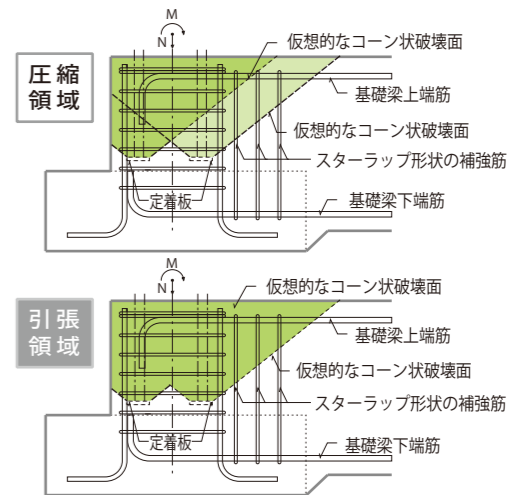 M
N
圧縮
領域
仮想的なコーン状破壊面
基礎梁上端筋
仮想的なコーン状破壊面
スターラップ形状の補強筋
定着板
基礎梁下端筋
M
N
引張
領域
仮想的なコーン状破壊面
基礎梁上端筋
仮想的なコーン状破壊面
スターラップ形状の補強筋
定着板
基礎梁下端筋